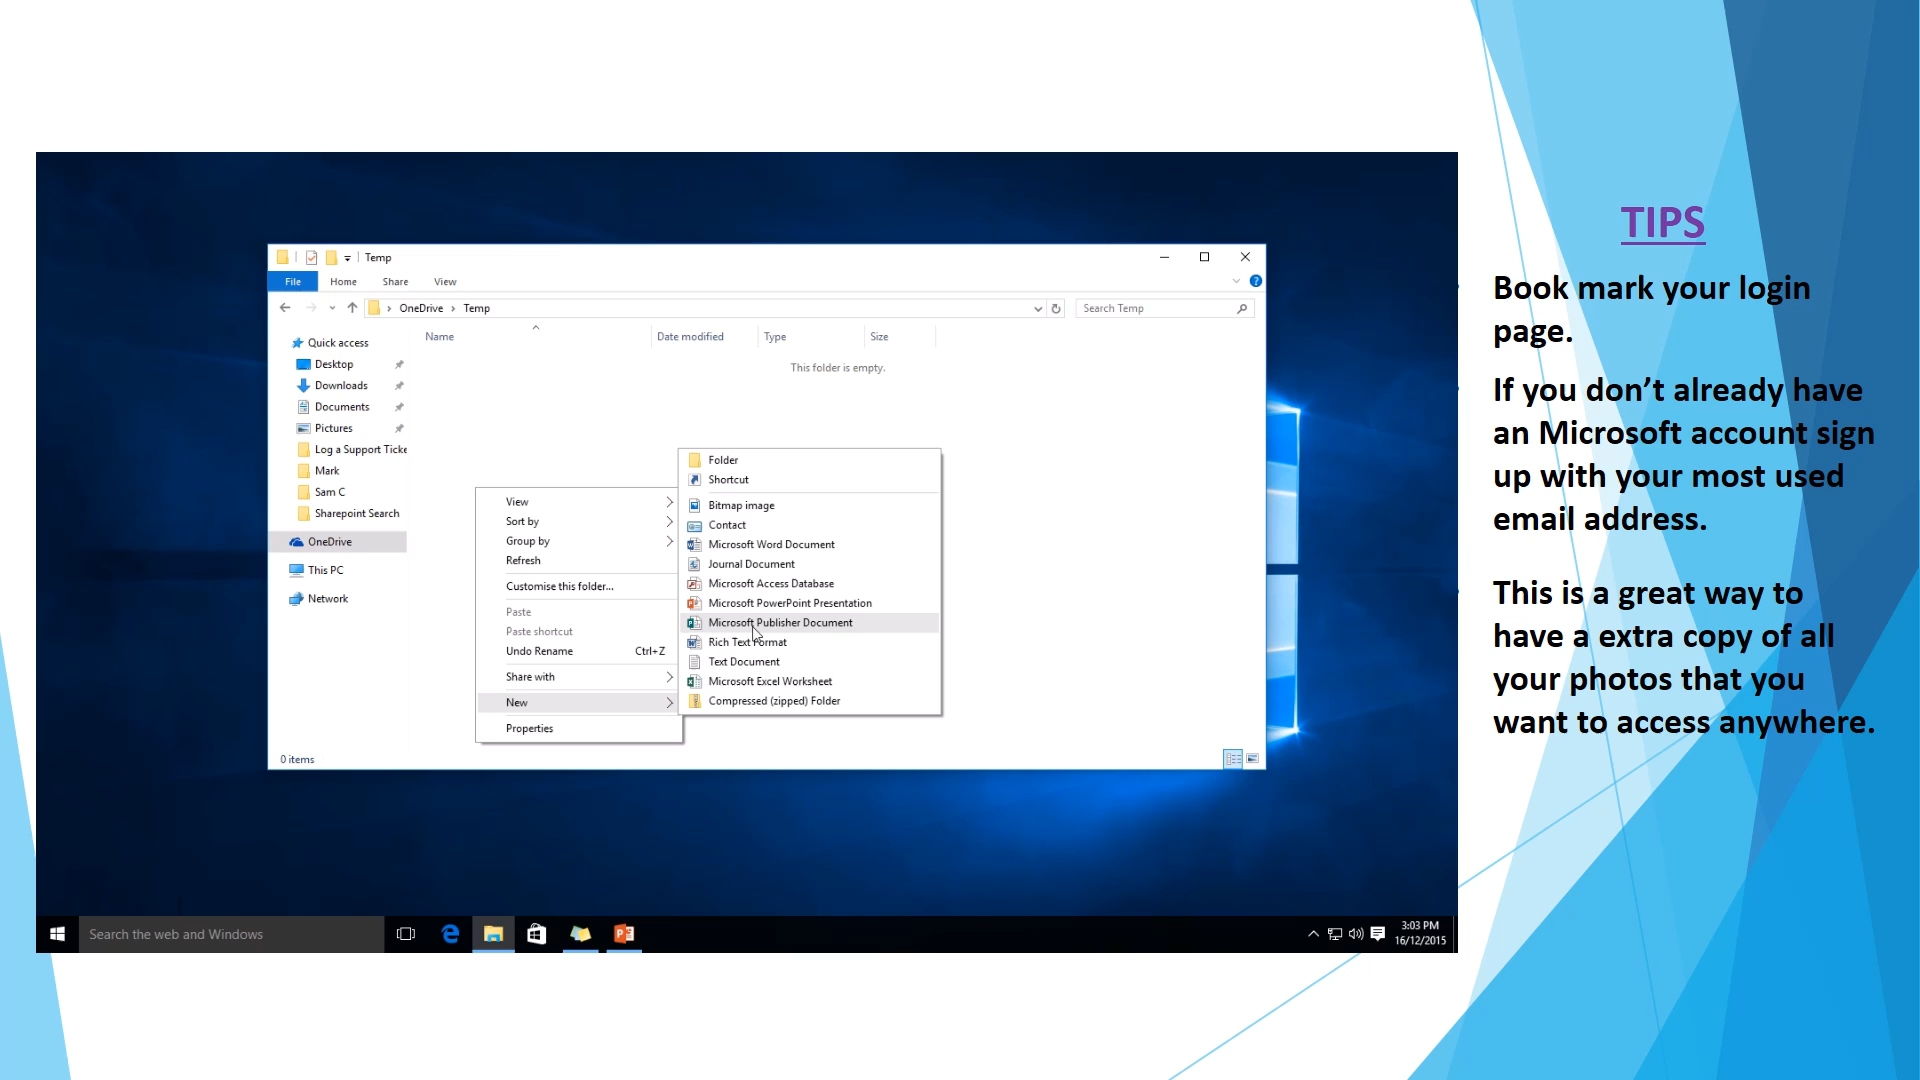 Temp
File Home Share View
OneDrive Temp
Search Temp
Name Date modified Type Size
This folder is empty.
Quick access
Desktop
Downloads
Documents
Pictures
Log a Support Ticke
Mark
Sam C
Sharepoint Search
OneDrive
This PC
Network
View
Sort by
Group by
Refresh
Customise this folder...
Paste
Paste shortcut
Undo Rename Ctrl+Z
Share with
New
Properties
Folder
Shortcut
Bitmap image
Contact
Microsoft Word Document
Journal Document
Microsoft Access Database
Microsoft PowerPoint Presentation
Microsoft Publisher Document
Rich Text Format
Text Document
Microsoft Excel Worksheet
Compressed (zipped) Folder
0 items
Search the web and Windows
3:03 PM
16/12/2015
TIPS
Book mark your login
page.
If you don’t already have
an Microsoft account sign
up with your most used
email address.
This is a great way to
have a extra copy of all
your photos that you
want to access anywhere.